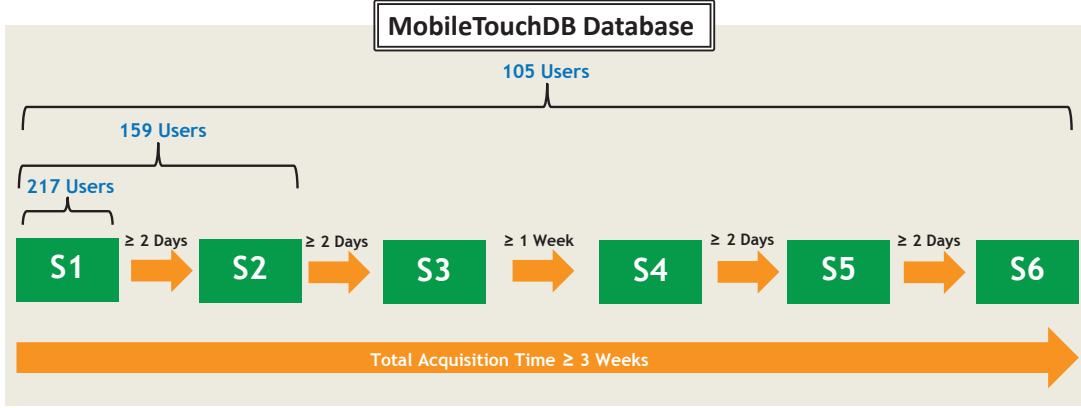 MobileTouchDB Database
105 Users
159 Users
217 Users
≥ 2 Days
≥ 2 Days
≥ 1 Week
≥ 2 Days
≥ 2 Days
S1
S2
S3
S4
S5
S6
Total Acquisition Time ≥ 3 Weeks